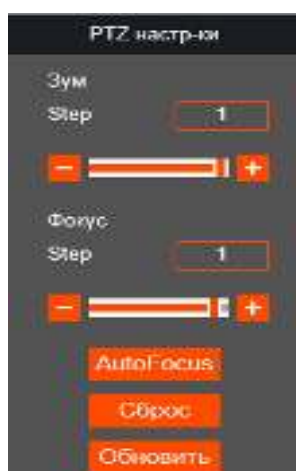 PTZ настр-ки
Зум
Step 1
− +
Фокус
Step 1
− +
AutoFocus
Сброс
Обновить